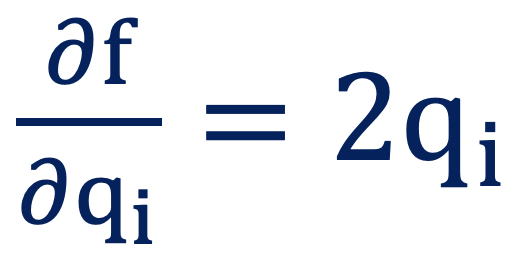 ∂f/∂qᵢ = 2qᵢ